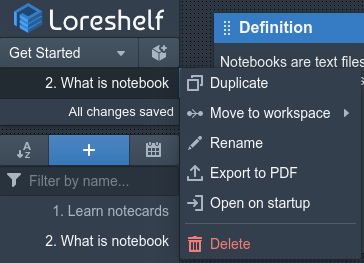 Loreshelf
Get Started
2. What is notebook
All changes saved
Filter by name...
1. Learn notecards
2. What is notebook
Definition
Notebooks are text files
Duplicate
Move to workspace
Rename
Export to PDF
Open on startup
Delete